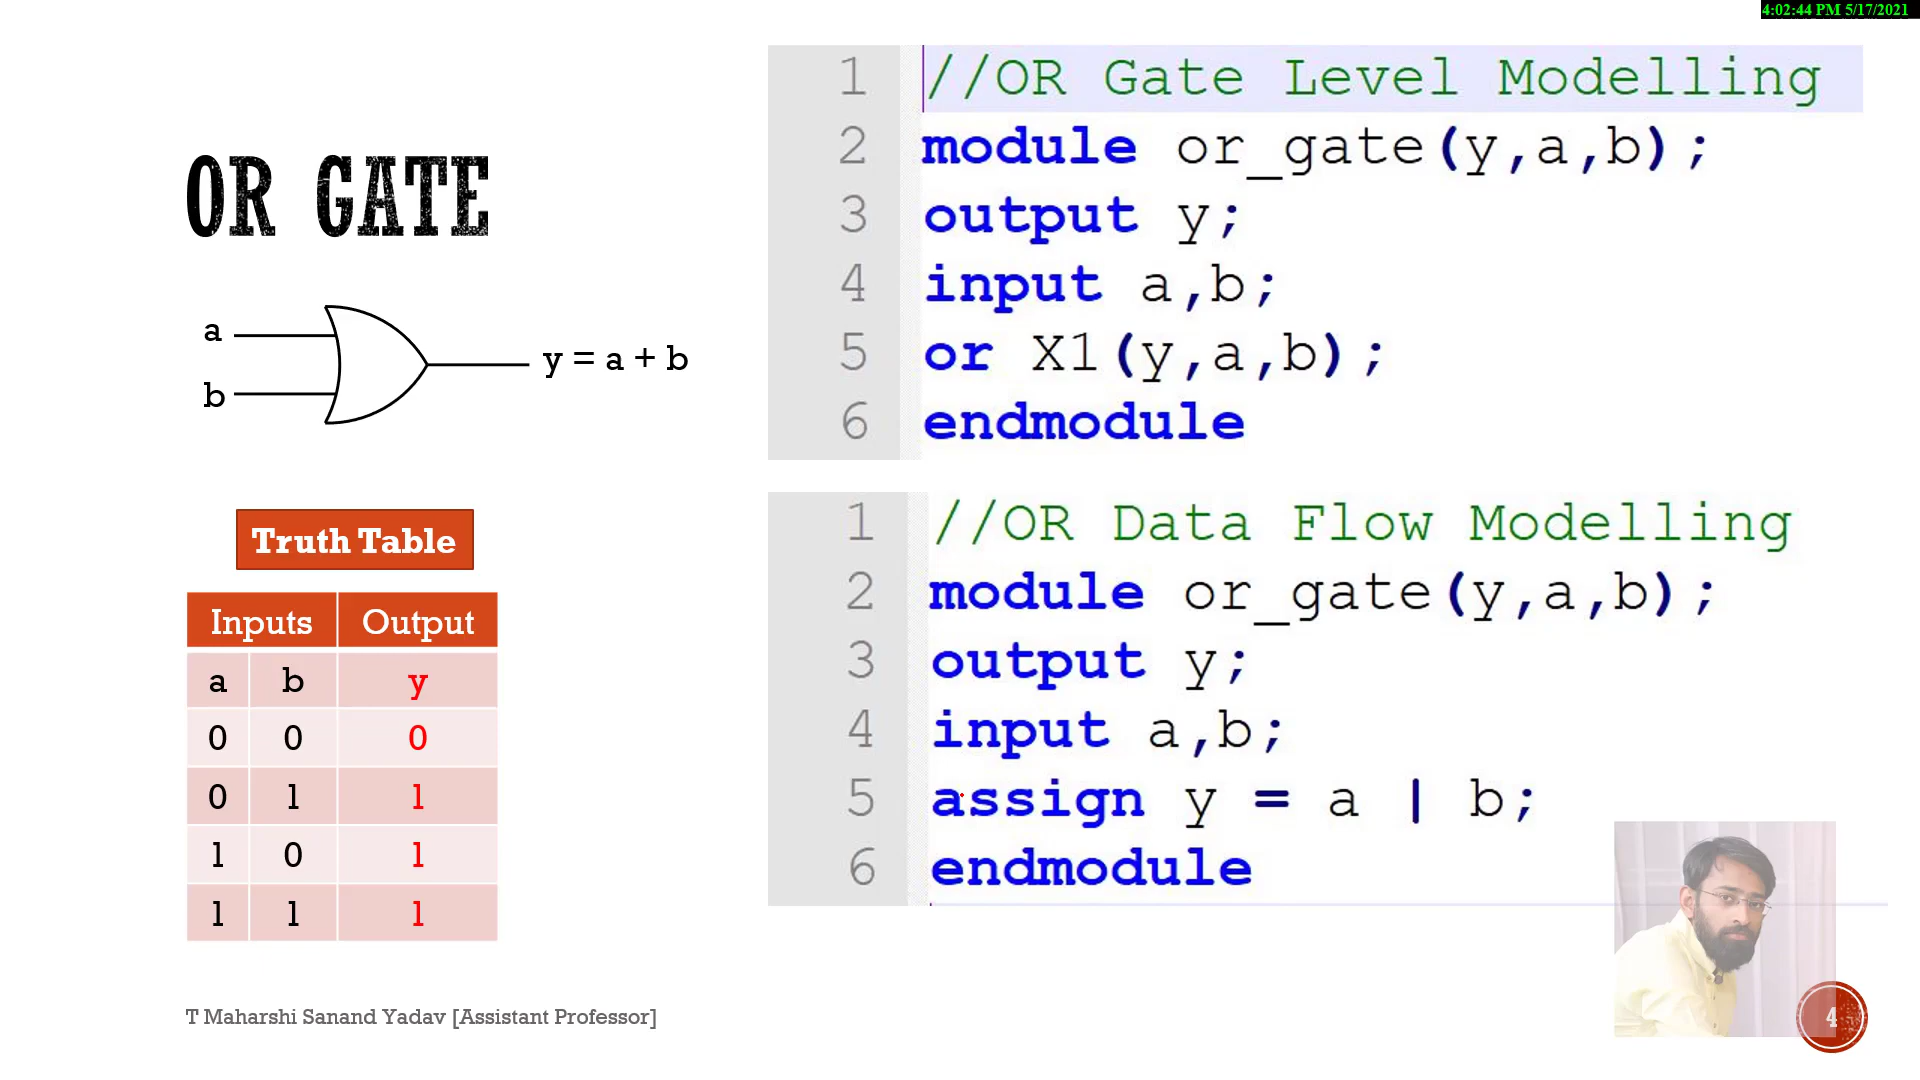 4:02:44 PM 5/17/2021
OR GATE
a
b
y = a + b
Truth Table
Inputs Output
a b y
0 0 0
0 1 1
1 0 1
1 1 1
1 //OR Gate Level Modelling
2 module or_gate(y,a,b);
3 output y;
4 input a,b;
5 or X1(y,a,b);
6 endmodule
1 //OR Data Flow Modelling
2 module or_gate(y,a,b);
3 output y;
4 input a,b;
5 assign y = a | b;
6 endmodule
T Maharshi Sanand Yadav [Assistant Professor]
4